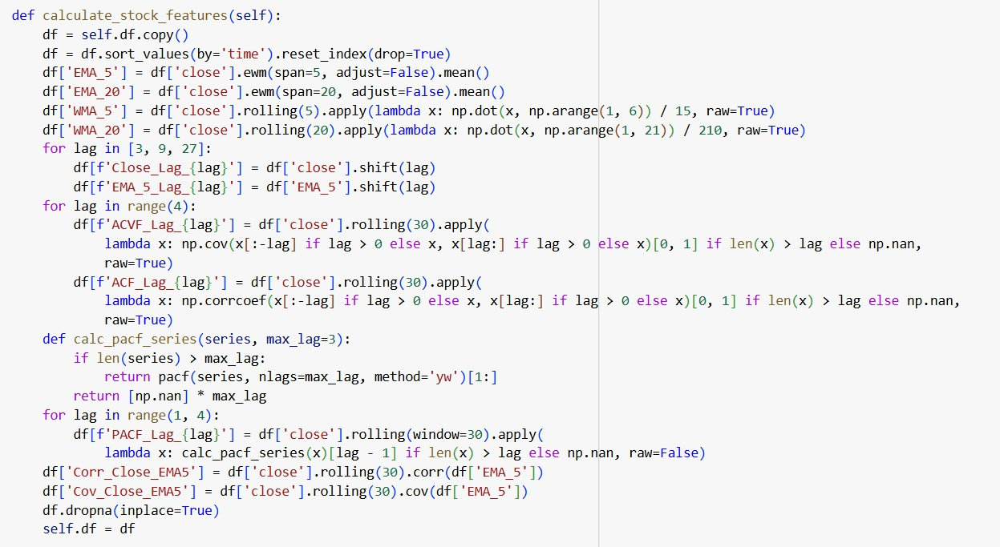 def calculate_stock_features(self):
    df = self.df.copy()
    df = df.sort_values(by='time').reset_index(drop=True)
    df['EMA_5'] = df['close'].ewm(span=5, adjust=False).mean()
    df['EMA_20'] = df['close'].ewm(span=20, adjust=False).mean()
    df['WMA_5'] = df['close'].rolling(5).apply(lambda x: np.dot(x, np.arange(1, 6)) / 15, raw=True)
    df['WMA_20'] = df['close'].rolling(20).apply(lambda x: np.dot(x, np.arange(1, 21)) / 210, raw=True)
    for lag in [3, 9, 27]:
        df[f'Close_Lag_{lag}'] = df['close'].shift(lag)
        df[f'EMA_5_Lag_{lag}'] = df['EMA_5'].shift(lag)
    for lag in range(4):
        df[f'ACVF_Lag_{lag}'] = df['close'].rolling(30).apply(
            lambda x: np.cov(x[:-lag] if lag > 0 else x, x[lag:] if lag > 0 else x)[0, 1] if len(x) > lag else np.nan,
            raw=True)
        df[f'ACF_Lag_{lag}'] = df['close'].rolling(30).apply(
            lambda x: np.corrcoef(x[:-lag] if lag > 0 else x, x[lag:] if lag > 0 else x)[0, 1] if len(x) > lag else np.nan,
            raw=True)
    def calc_pacf_series(series, max_lag=3):
        if len(series) > max_lag:
            return pacf(series, nlags=max_lag, method='yw')[1:]
        return [np.nan] * max_lag
    for lag in range(1, 4):
        df[f'PACF_Lag_{lag}'] = df['close'].rolling(window=30).apply(
            lambda x: calc_pacf_series(x)[lag - 1] if len(x) > lag else np.nan, raw=False)
    df['Corr_Close_EMA5'] = df['close'].rolling(30).corr(df['EMA_5'])
    df['Cov_Close_EMA5'] = df['close'].rolling(30).cov(df['EMA_5'])
    df.dropna(inplace=True)
    self.df = df